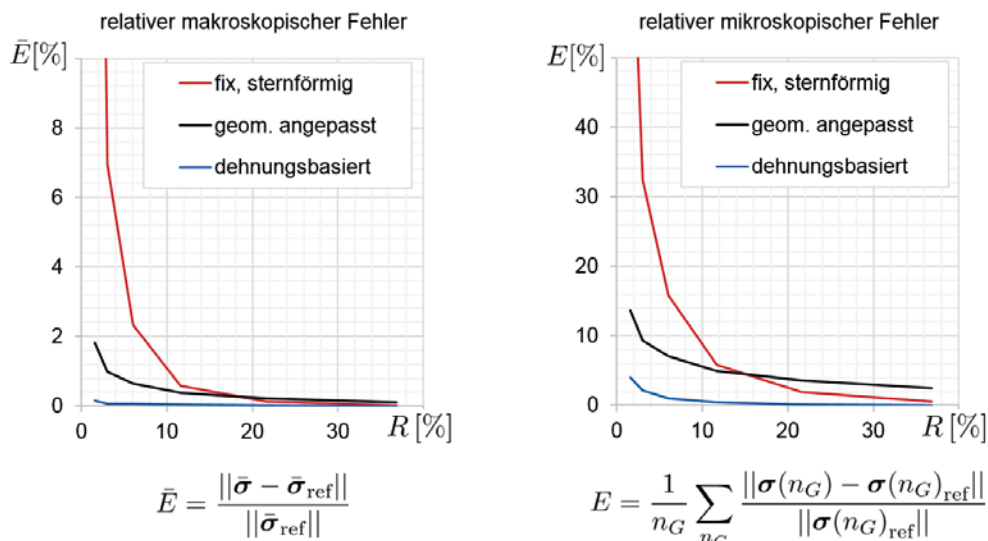 relativer makroskopischer Fehler
Ē[%]
fix, sternförmig
geom. angepasst
dehnungsbasiert
8
6
4
2
0
0
10
20
30
R[%]
Ē = ||σ̄ − σ̄ref|| / ||σ̄ref||
relativer mikroskopischer Fehler
E[%]
fix, sternförmig
geom. angepasst
dehnungsbasiert
40
30
20
10
0
0
10
20
30
R[%]
E = 1/nG ∑nG ||σ(nG) − σ(nG)ref|| / ||σ(nG)ref||